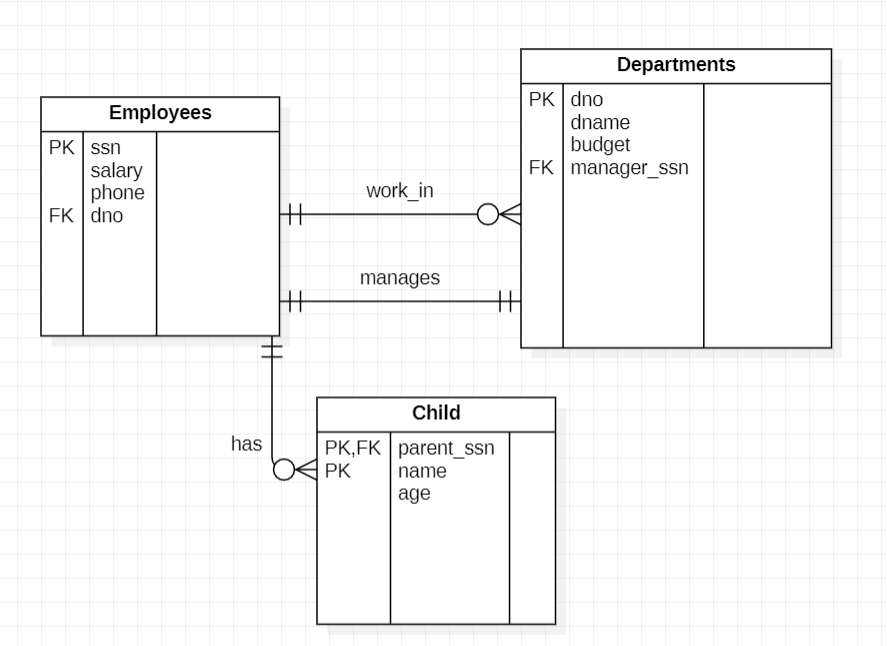 Employees
PK ssn
salary
phone
FK dno
Departments
PK dno
dname
budget
FK manager_ssn
work_in
manages
has
Child
PK,FK parent_ssn
PK name
age